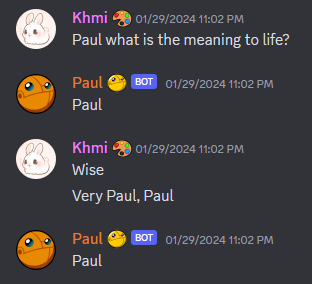 Khmi 01/29/2024 11:02 PM
Paul what is the meaning to life?
Paul BOT 01/29/2024 11:02 PM
Paul
Khmi 01/29/2024 11:02 PM
Wise
Very Paul, Paul
Paul BOT 01/29/2024 11:02 PM
Paul